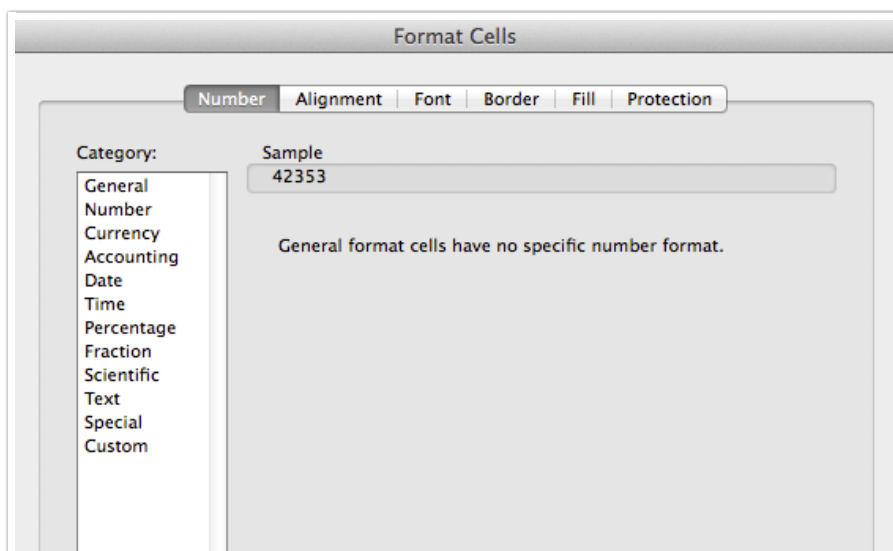 Format Cells
Number Alignment Font Border Fill Protection
Category:
General
Number
Currency
Accounting
Date
Time
Percentage
Fraction
Scientific
Text
Special
Custom
Sample
42353
General format cells have no specific number format.